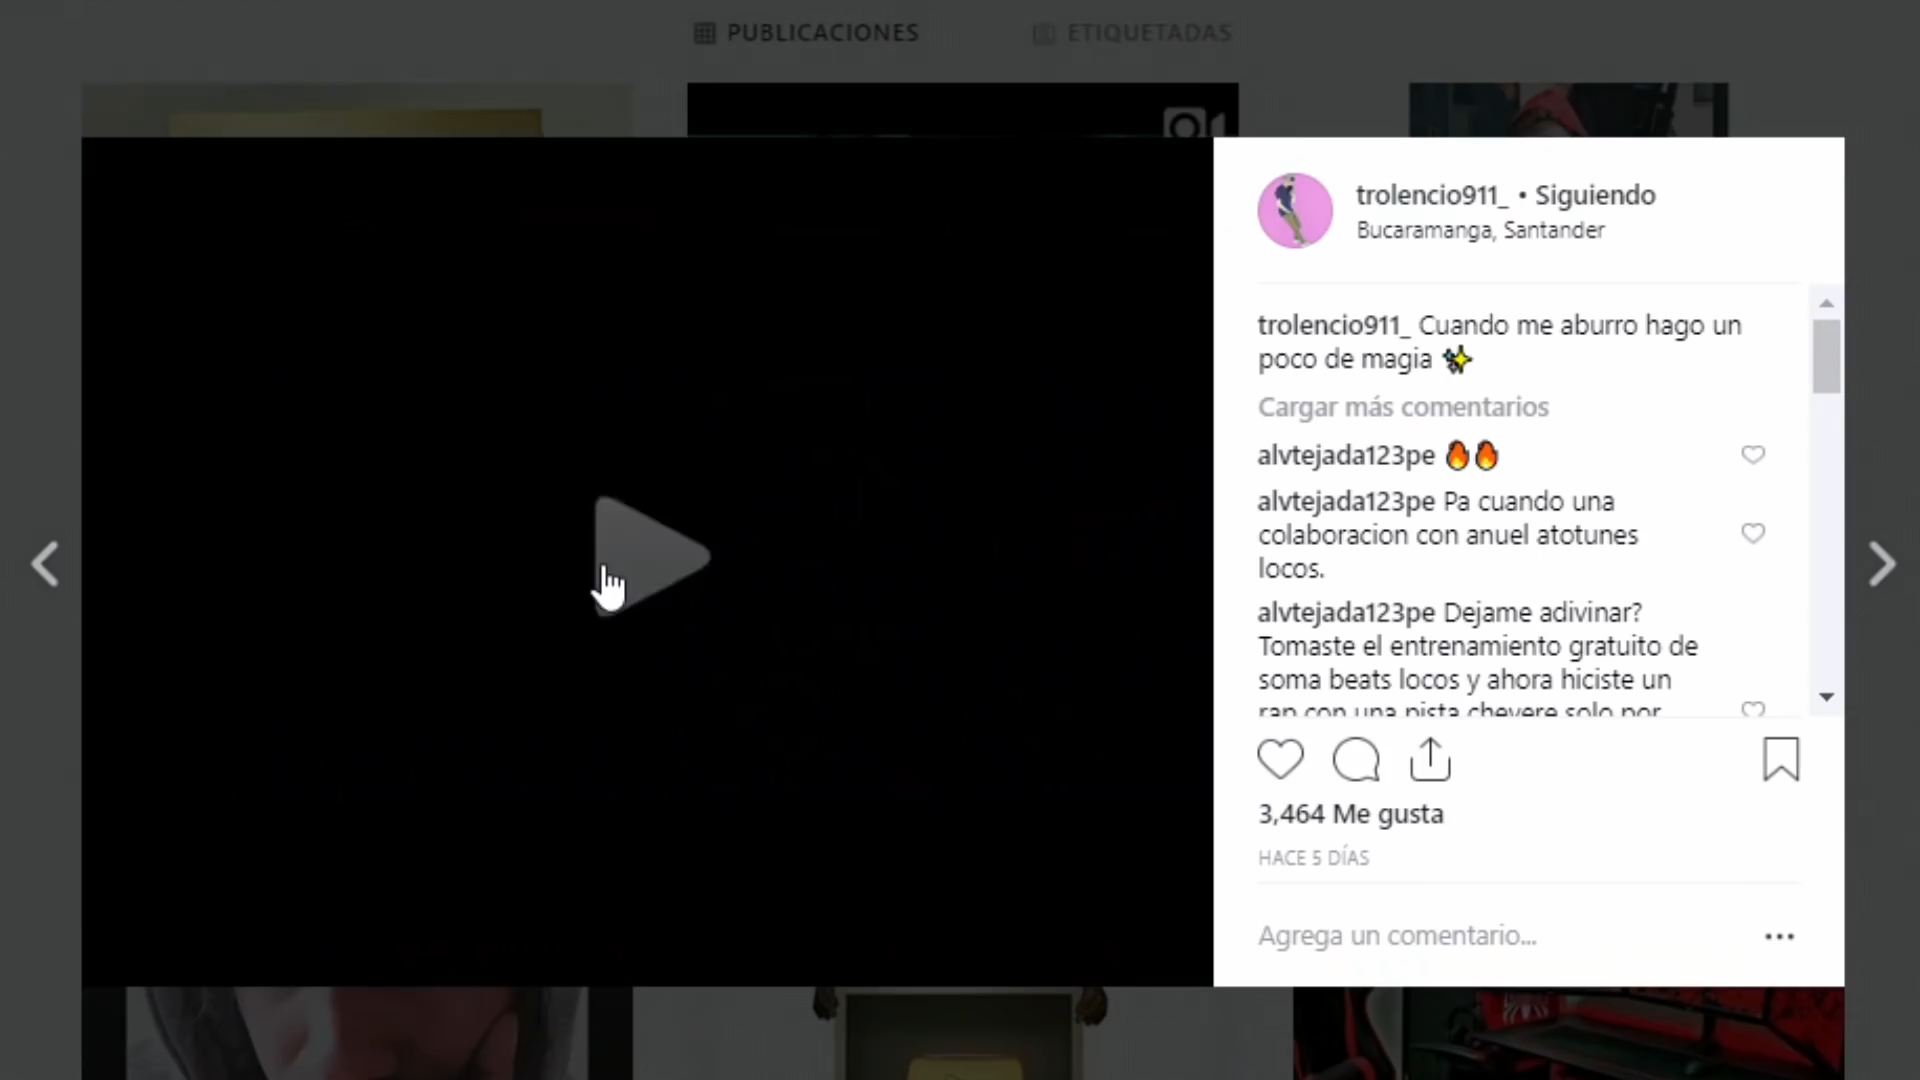 PUBLICACIONES
ETIQUETADAS
trolencio911_ • Siguiendo
Bucaramanga, Santander
trolencio911_ Cuando me aburro hago un
poco de magia ✨
Cargar más comentarios
alvtejada123pe 🔥🔥
alvtejada123pe Pa cuando una
colaboracion con anuel atotunes
locos.
alvtejada123pe Dejame adivinar?
Tomaste el entrenamiento gratuito de
soma beats locos y ahora hiciste un
rap con una pista chevere solo por
3,464 Me gusta
HACE 5 DÍAS
Agrega un comentario...